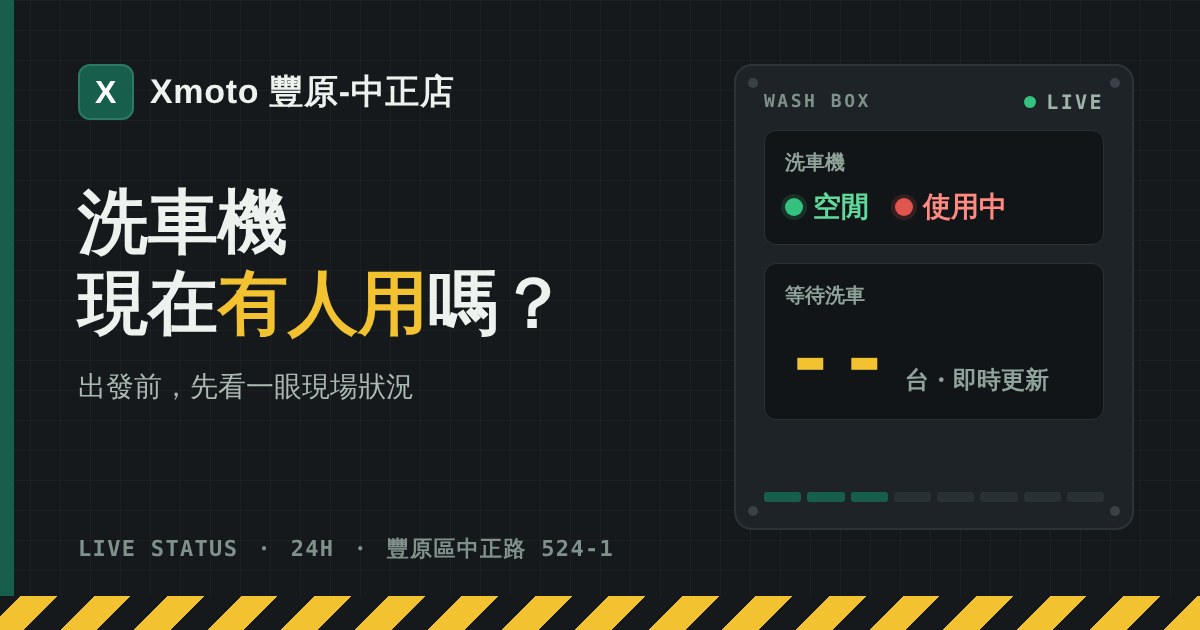 X Xmoto 豐原-中正店
洗車機
現在有人用嗎？
出發前，先看一眼現場狀況
LIVE STATUS · 24H · 豐原區中正路 524-1
WASH BOX
LIVE
洗車機
空閒 使用中
等待洗車
-- 台·即時更新